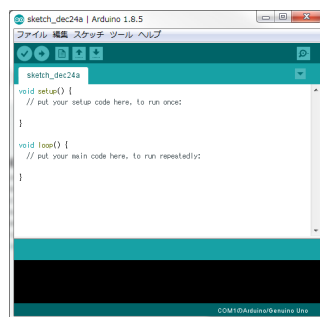 sketch_dec24a | Arduino 1.8.5
ファイル 編集 スケッチ ツール ヘルプ
sketch_dec24a
void setup() {
// put your setup code here, to run once:
}
void loop() {
// put your main code here, to run repeatedly:
}
COM1のArduino/Genuino Uno